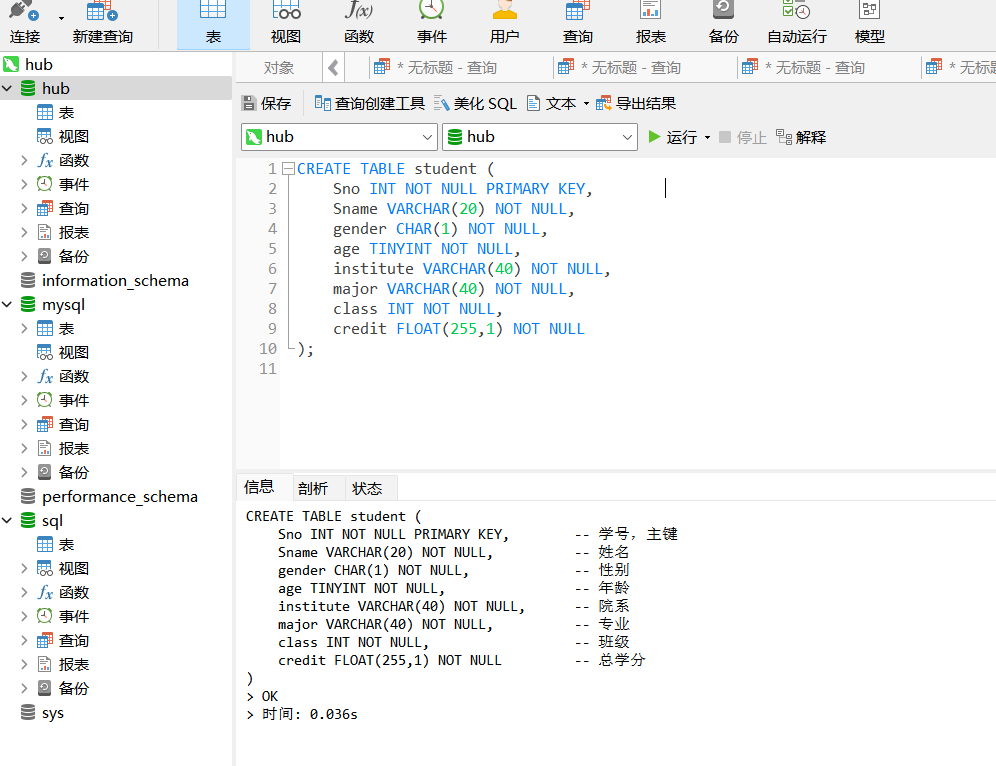 连接 新建查询 表 视图 函数 事件 用户 查询 报表 备份 自动运行 模型
hub
hub
表
视图
函数
事件
查询
报表
备份
information_schema
mysql
表
视图
函数
事件
查询
报表
备份
performance_schema
sql
表
视图
函数
事件
查询
报表
备份
sys
对象 * 无标题 - 查询 * 无标题 - 查询 * 无标题 - 查询 * 无标
保存 查询创建工具 美化 SQL 文本 导出结果
hub hub 运行 停止 解释
1 CREATE TABLE student (
2 Sno INT NOT NULL PRIMARY KEY,
3 Sname VARCHAR(20) NOT NULL,
4 gender CHAR(1) NOT NULL,
5 age TINYINT NOT NULL,
6 institute VARCHAR(40) NOT NULL,
7 major VARCHAR(40) NOT NULL,
8 class INT NOT NULL,
9 credit FLOAT(255,1) NOT NULL
10 );
11
信息 剖析 状态
CREATE TABLE student (
Sno INT NOT NULL PRIMARY KEY, -- 学号，主键
Sname VARCHAR(20) NOT NULL, -- 姓名
gender CHAR(1) NOT NULL, -- 性别
age TINYINT NOT NULL, -- 年龄
institute VARCHAR(40) NOT NULL, -- 院系
major VARCHAR(40) NOT NULL, -- 专业
class INT NOT NULL, -- 班级
credit FLOAT(255,1) NOT NULL -- 总学分
)
> OK
> 时间: 0.036s